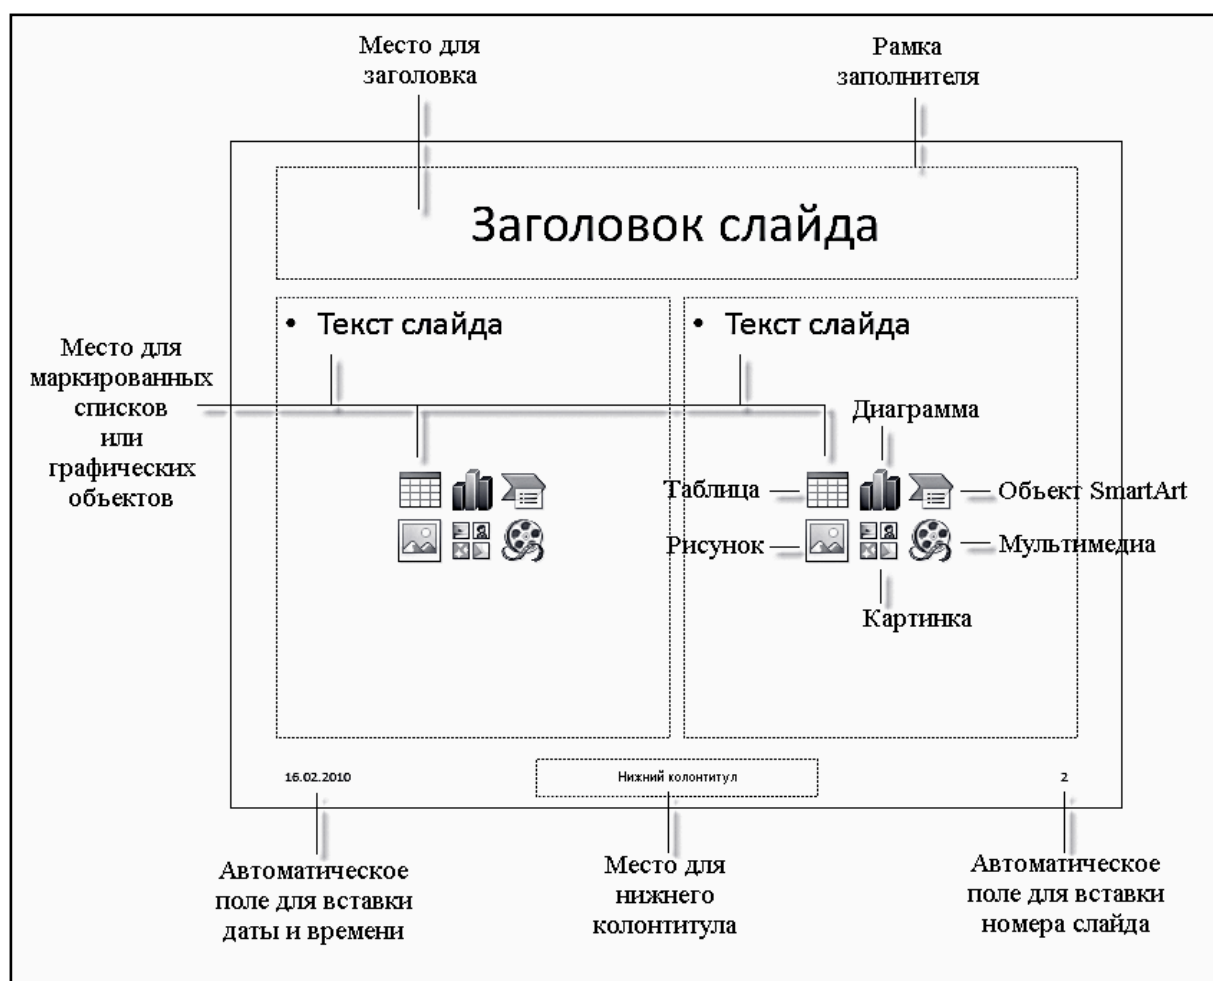 Место для
заголовка
Рамка
заполнителя
Заголовок слайда
• Текст слайда
• Текст слайда
Место для
маркированных
списков
или
графических
объектов
Диаграмма
Таблица
Объект SmartArt
Рисунок
Мультимедиа
Картинка
16.02.2010
Нижний колонтитул
2
Автоматическое
поле для вставки
даты и времени
Место для
нижнего
колонтитула
Автоматическое
поле для вставки
номера слайда